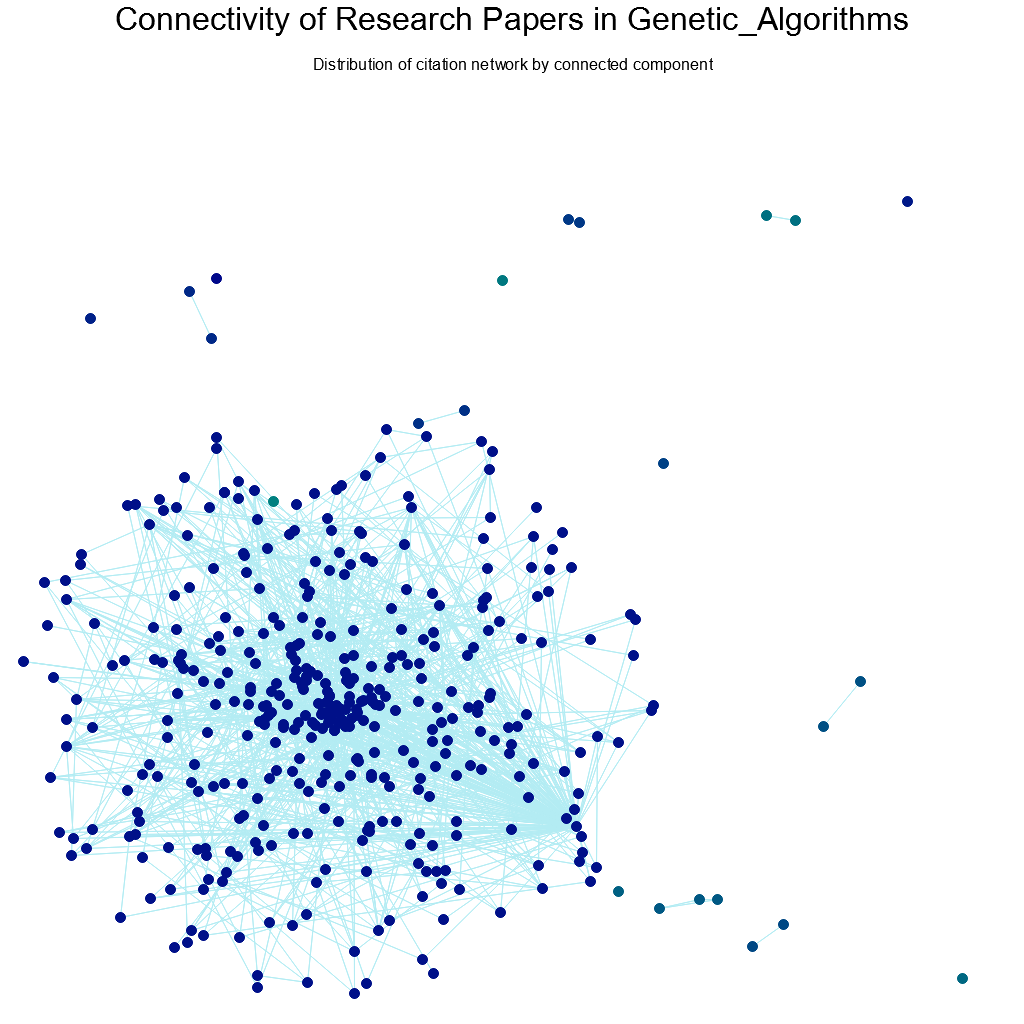 Connectivity of Research Papers in Genetic_Algorithms
Distribution of citation network by connected component